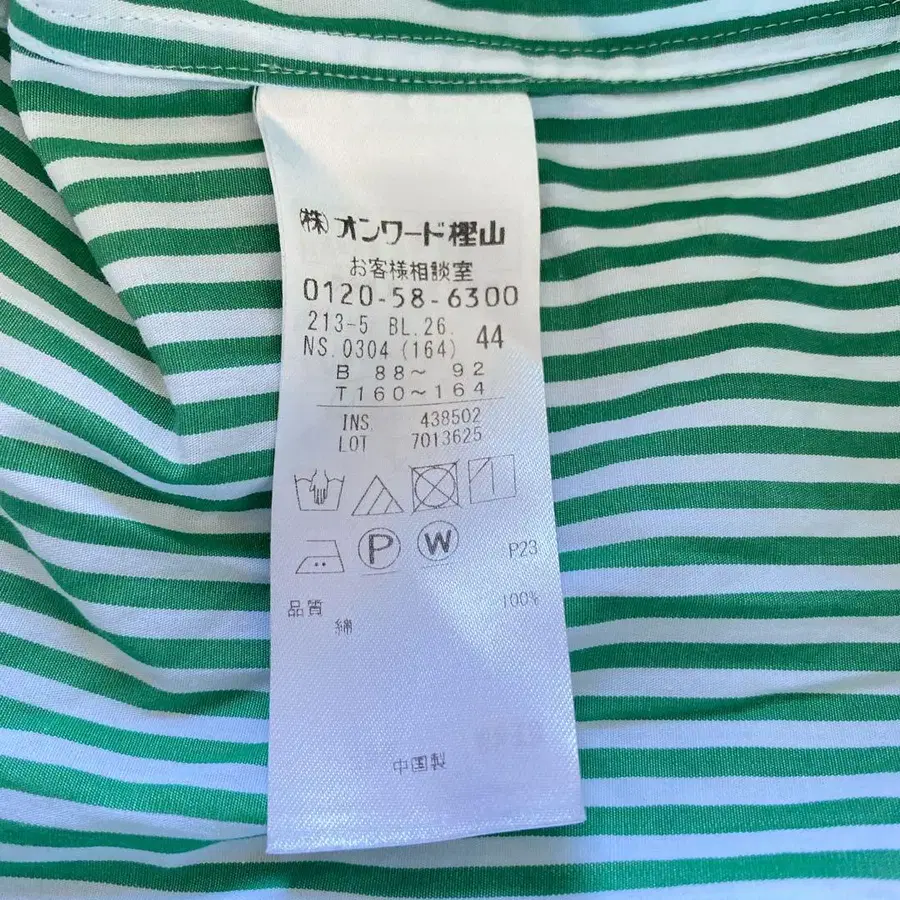 (株)オンワード樫山
お客様相談室
0120-58-6300
213-5 BL.26. 44
NS.0304(164)
B 88～ 92
T160～164
INS 438502
LOT 7013625
P
W
P23
品質 100%
綿
中国製